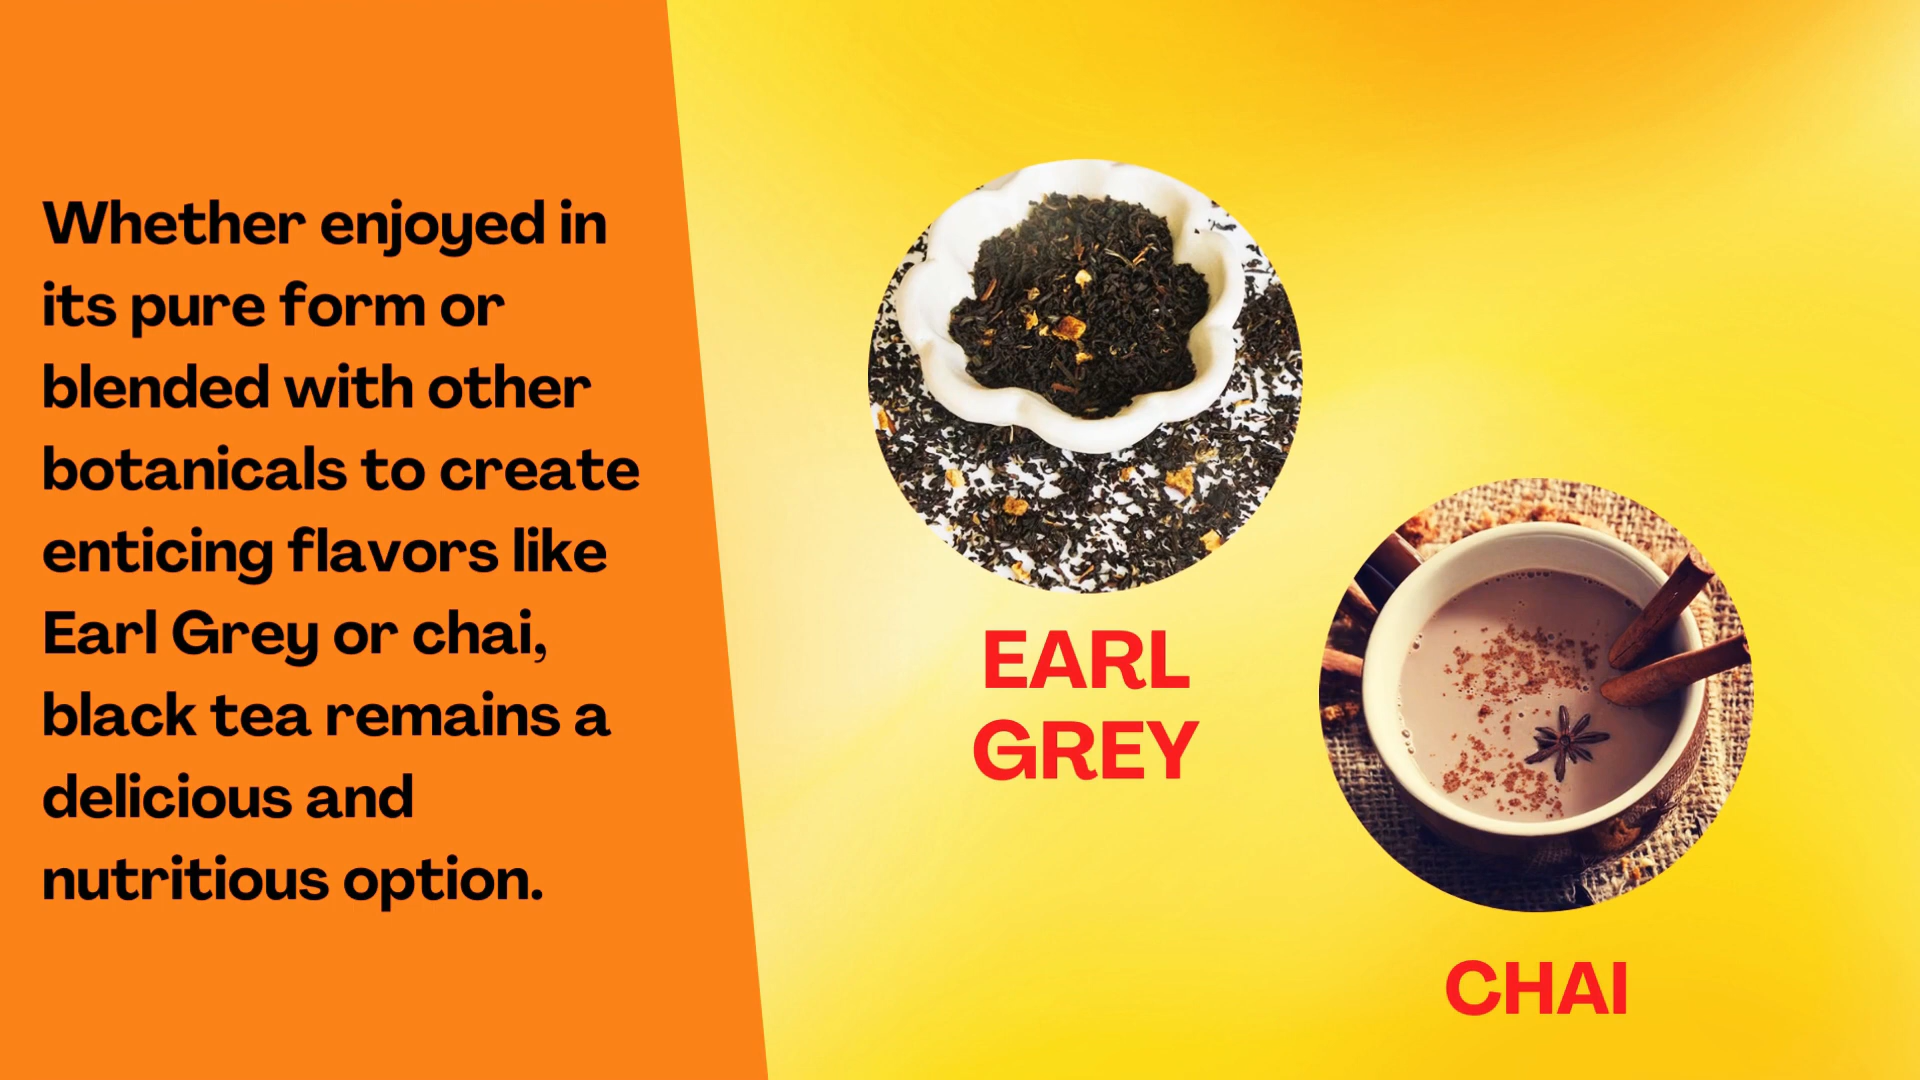 Whether enjoyed in
its pure form or
blended with other
botanicals to create
enticing flavors like
Earl Grey or chai,
black tea remains a
delicious and
nutritious option.
EARL
GREY
CHAI